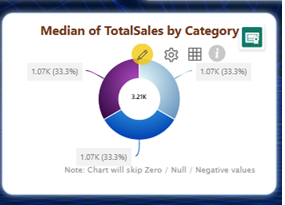 Median of TotalSales by Category
1.07K (33.3%)
1.07K (33.3%)
3.21K
1.07K (33.3%)
Note: Chart will skip Zero / Null / Negative values